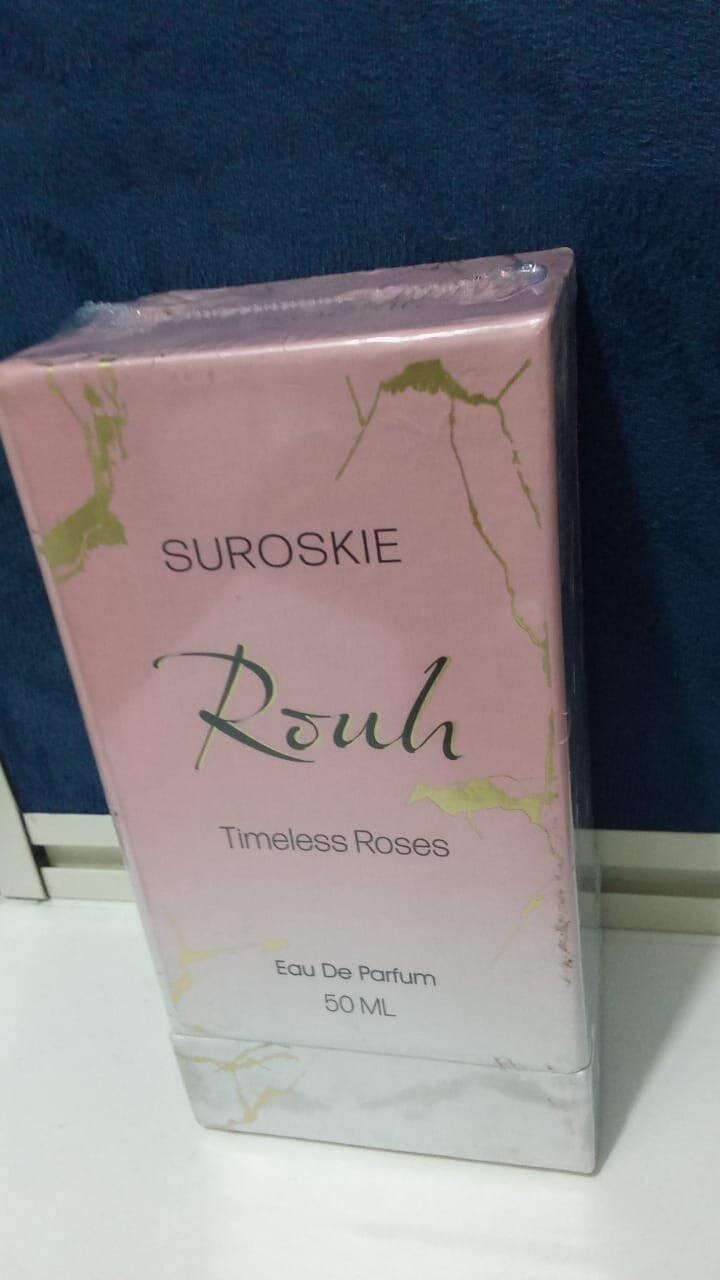 SUROSKIE
Rouh
Timeless Roses
Eau De Parfum
50 ML